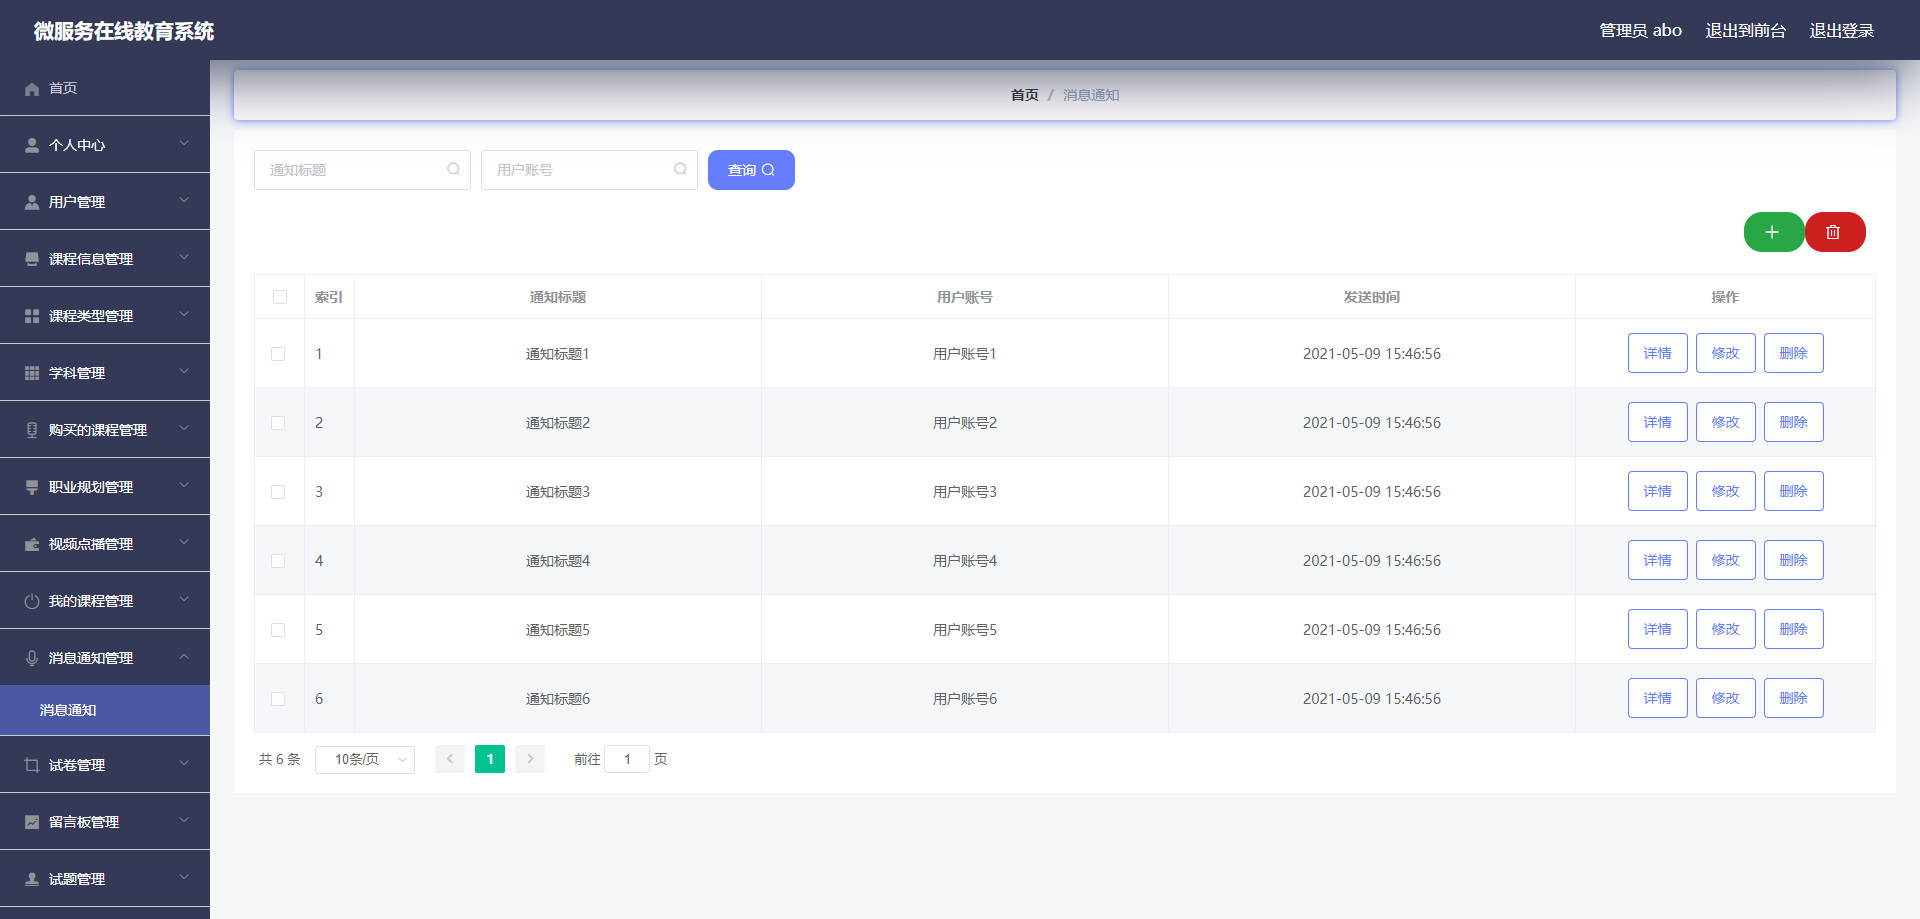 微服务在线教育系统
管理员 abo 退出到前台 退出登录
首页
个人中心
用户管理
课程信息管理
课程类型管理
学科管理
购买的课程管理
职业规划管理
视频点播管理
我的课程管理
消息通知管理
消息通知
试卷管理
留言板管理
试题管理
首页 / 消息通知
通知标题 用户账号 查询
索引 通知标题 用户账号 发送时间 操作
1 通知标题1 用户账号1 2021-05-09 15:46:56 详情 修改 删除
2 通知标题2 用户账号2 2021-05-09 15:46:56 详情 修改 删除
3 通知标题3 用户账号3 2021-05-09 15:46:56 详情 修改 删除
4 通知标题4 用户账号4 2021-05-09 15:46:56 详情 修改 删除
5 通知标题5 用户账号5 2021-05-09 15:46:56 详情 修改 删除
6 通知标题6 用户账号6 2021-05-09 15:46:56 详情 修改 删除
共 6 条 10条/页 1 前往 1 页